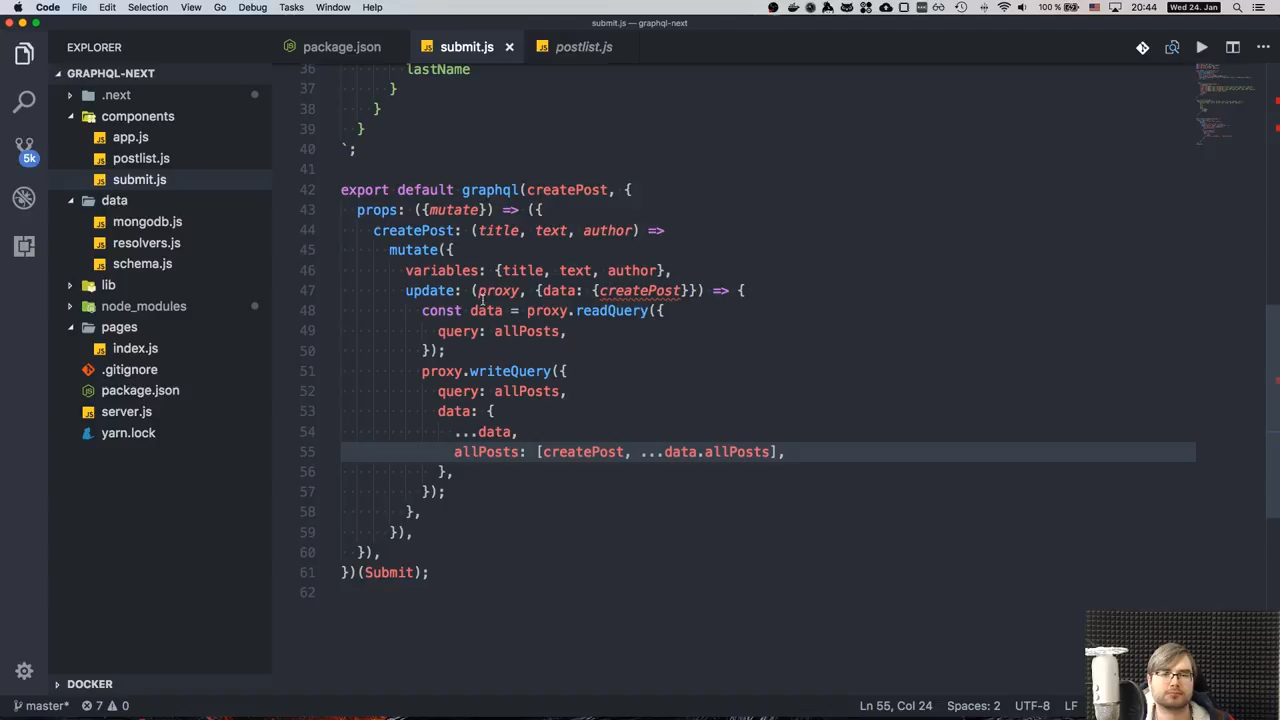 Code File Edit Selection View Go Debug Tasks Window Help 100 % 20:44 Wed 24. Jan
submit.js — graphql-next
EXPLORER
package.json
submit.js
postlist.js
GRAPHQL-NEXT
.next
components
app.js
postlist.js
submit.js
data
mongodb.js
resolvers.js
schema.js
lib
node_modules
pages
index.js
.gitignore
package.json
server.js
yarn.lock
DOCKER
5k
36 lastName
37 }
38 }
39 }
40 `;
41
42 export default graphql(createPost, {
43 props: ({mutate}) => ({
44 createPost: (title, text, author) =>
45 mutate({
46 variables: {title, text, author},
47 update: (proxy, {data: {createPost}}) => {
48 const data = proxy.readQuery({
49 query: allPosts,
50 });
51 proxy.writeQuery({
52 query: allPosts,
53 data: {
54 ...data,
55 allPosts: [createPost, ...data.allPosts],
56 },
57 });
58 },
59 }),
60 }),
61 })(Submit);
62
master* 7 0 Ln 55, Col 24 Spaces: 2 UTF-8 LF